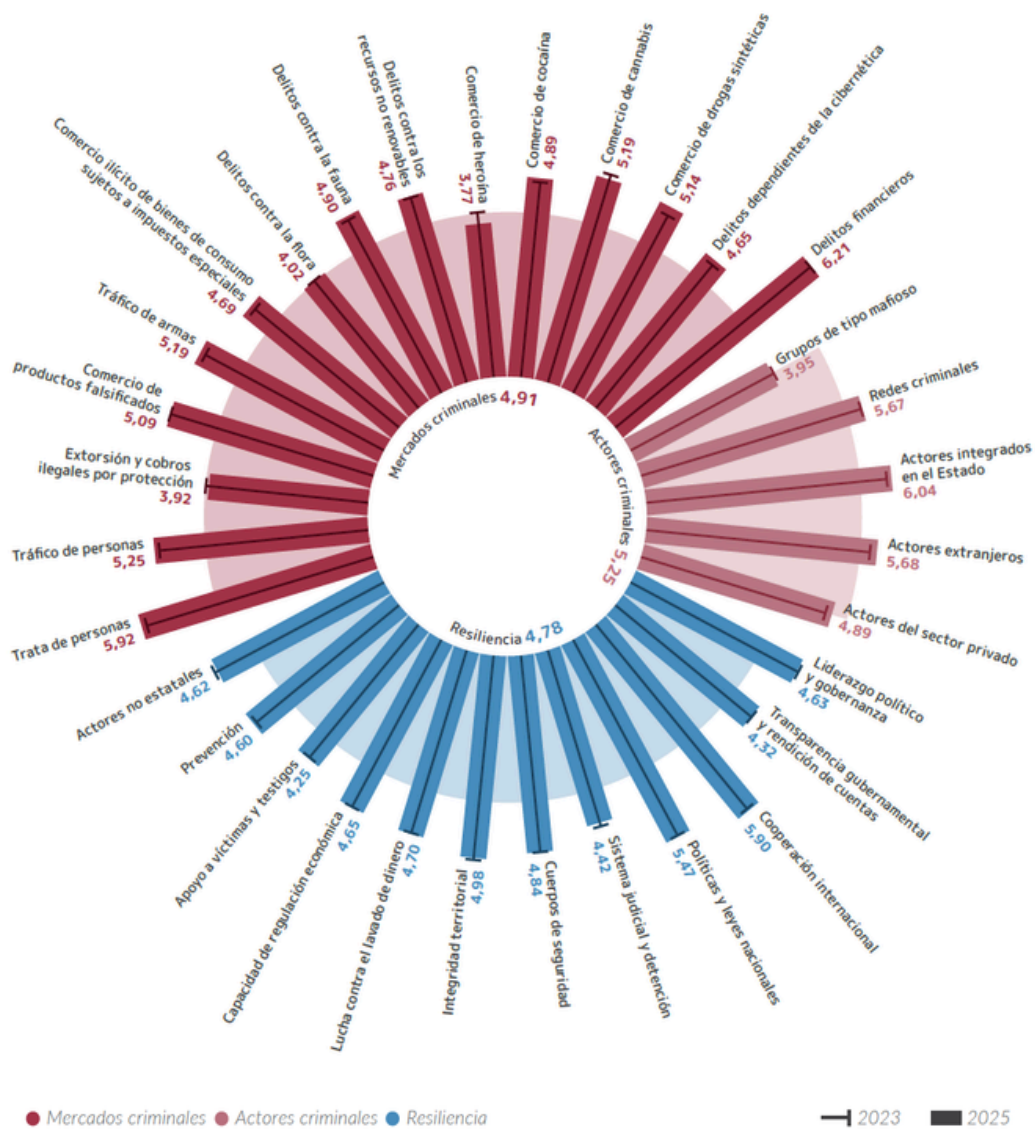 Trata de personas
5,92
Tráfico de personas
5,25
Extorsión y cobros
ilegales por protección
3,92
Comercio de
productos falsificados
5,09
Tráfico de armas
5,19
Comercio ilícito de bienes de consumo
sujetos a impuestos especiales
4,69
Delitos contra la flora
4,02
Delitos contra la fauna
4,90
Delitos contra los
recursos no renovables
4,76
Comercio de heroína
3,77
Comercio de cocaína
4,89
Comercio de cannabis
5,19
Comercio de drogas sintéticas
5,14
Delitos dependientes de la cibernética
4,65
Delitos financieros
6,21
Grupos de tipo mafioso
3,95
Redes criminales
5,67
Actores integrados
en el Estado
6,04
Actores extranjeros
5,68
Actores del sector privado
4,89
Liderazgo político
y gobernanza
4,63
Transparencia gubernamental
y rendición de cuentas
4,32
Cooperación internacional
5,90
Políticas y leyes nacionales
5,47
Sistema judicial y detención
4,42
Cuerpos de seguridad
4,84
Integridad territorial
4,98
Lucha contra el lavado de dinero
4,70
Capacidad de regulación económica
4,65
Apoyo a víctimas y testigos
4,25
Prevención
4,60
Actores no estatales
4,62
Mercados criminales 4,91
Actores criminales 5,25
Resiliencia 4,78
Mercados criminales Actores criminales Resiliencia 2023 2025